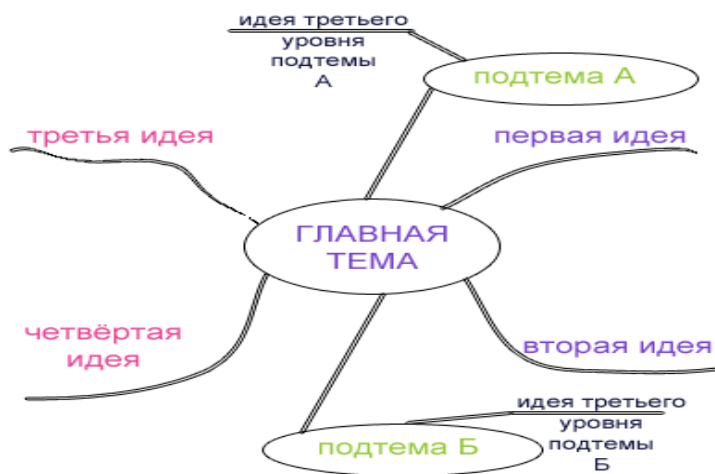 идея третьего
уровня
подтемы
А
подтема А
третья идея
первая идея
ГЛАВНАЯ
ТЕМА
четвёртая
идея
вторая идея
подтема Б
идея третьего
уровня
подтемы
Б